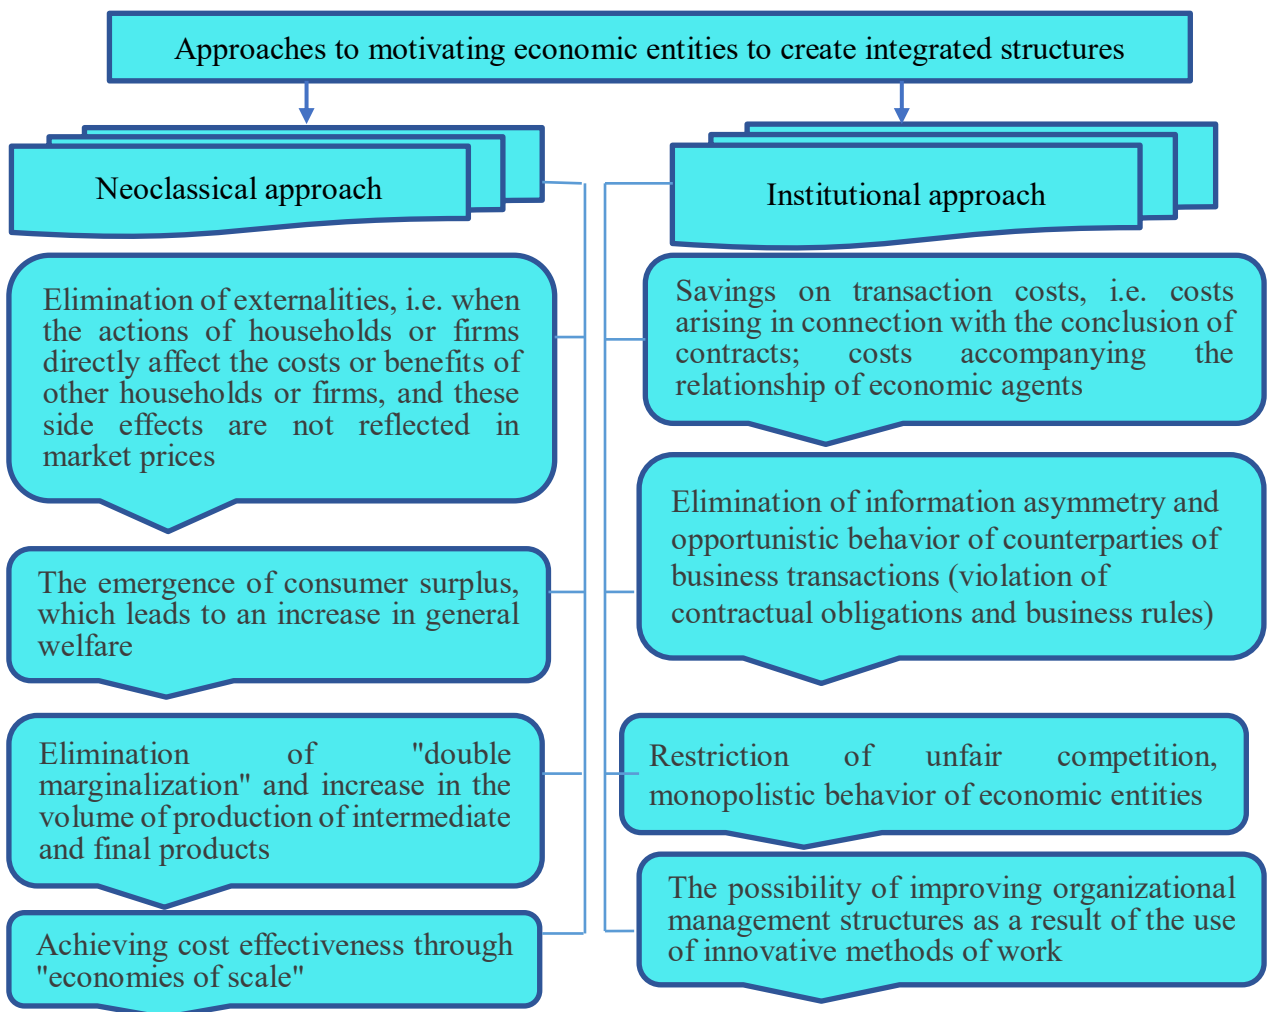 Approaches to motivating economic entities to create integrated structures
Neoclassical approach
Elimination of externalities, i.e. when
the actions of households or firms
directly affect the costs or benefits of
other households or firms, and these
side effects are not reflected in
market prices
The emergence of consumer surplus,
which leads to an increase in general
welfare
Elimination of "double
marginalization" and increase in the
volume of production of intermediate
and final products
Achieving cost effectiveness through
"economies of scale"
Institutional approach
Savings on transaction costs, i.e. costs
arising in connection with the conclusion of
contracts; costs accompanying the
relationship of economic agents
Elimination of information asymmetry and
opportunistic behavior of counterparties of
business transactions (violation of
contractual obligations and business rules)
Restriction of unfair competition,
monopolistic behavior of economic entities
The possibility of improving organizational
management structures as a result of the use
of innovative methods of work